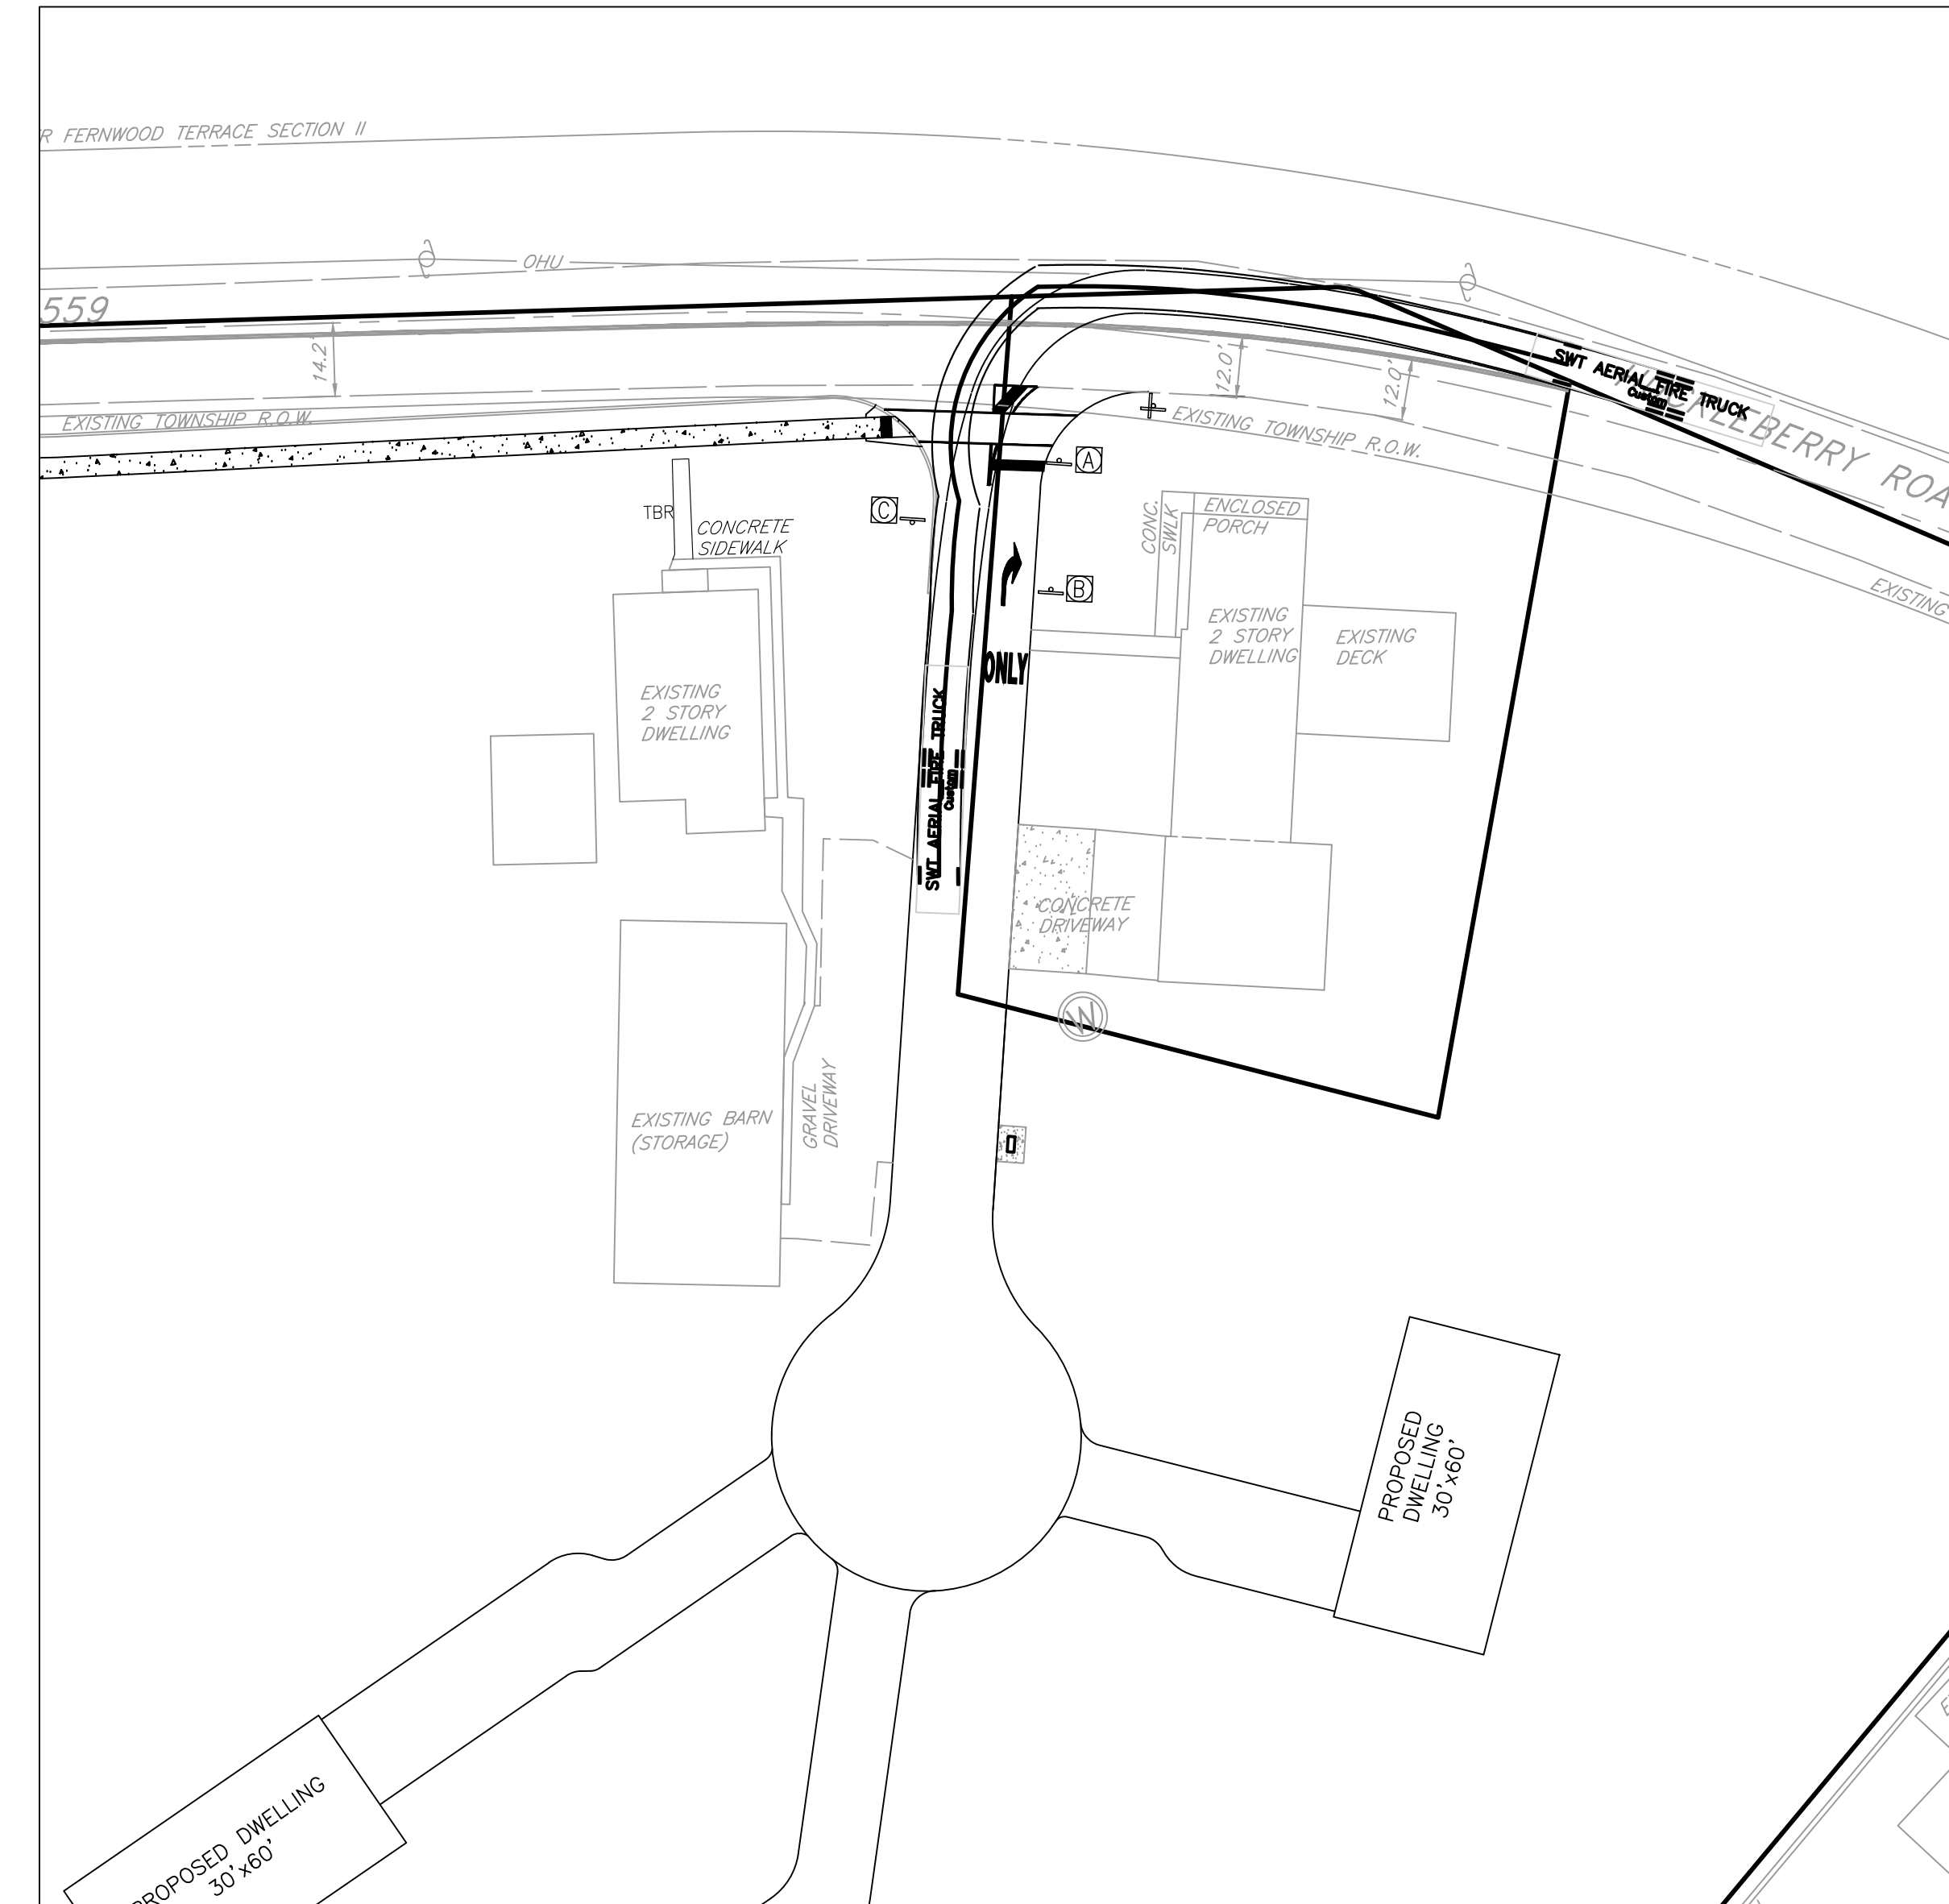 R FERNWOOD TERRACE SECTION II
OHU
559
14.2'
12.0'
12.0'
SWT AERIAL FIRE TRUCK
Custom
HUCKLEBERRY ROA
EXISTING TOWNSHIP R.O.W.
EXISTING TOWNSHIP R.O.W.
EXISTING
A
C
B
TBR
CONCRETE
SIDEWALK
CONC.
SWLK
ENCLOSED
PORCH
EXISTING
2 STORY
DWELLING
EXISTING
DECK
ONLY
EXISTING
2 STORY
DWELLING
SWT AERIAL FIRE TRUCK
Custom
CONCRETE
DRIVEWAY
W
GRAVEL
DRIVEWAY
EXISTING BARN
(STORAGE)
PROPOSED
DWELLING
30'x60'
PROPOSED DWELLING
30'x60'